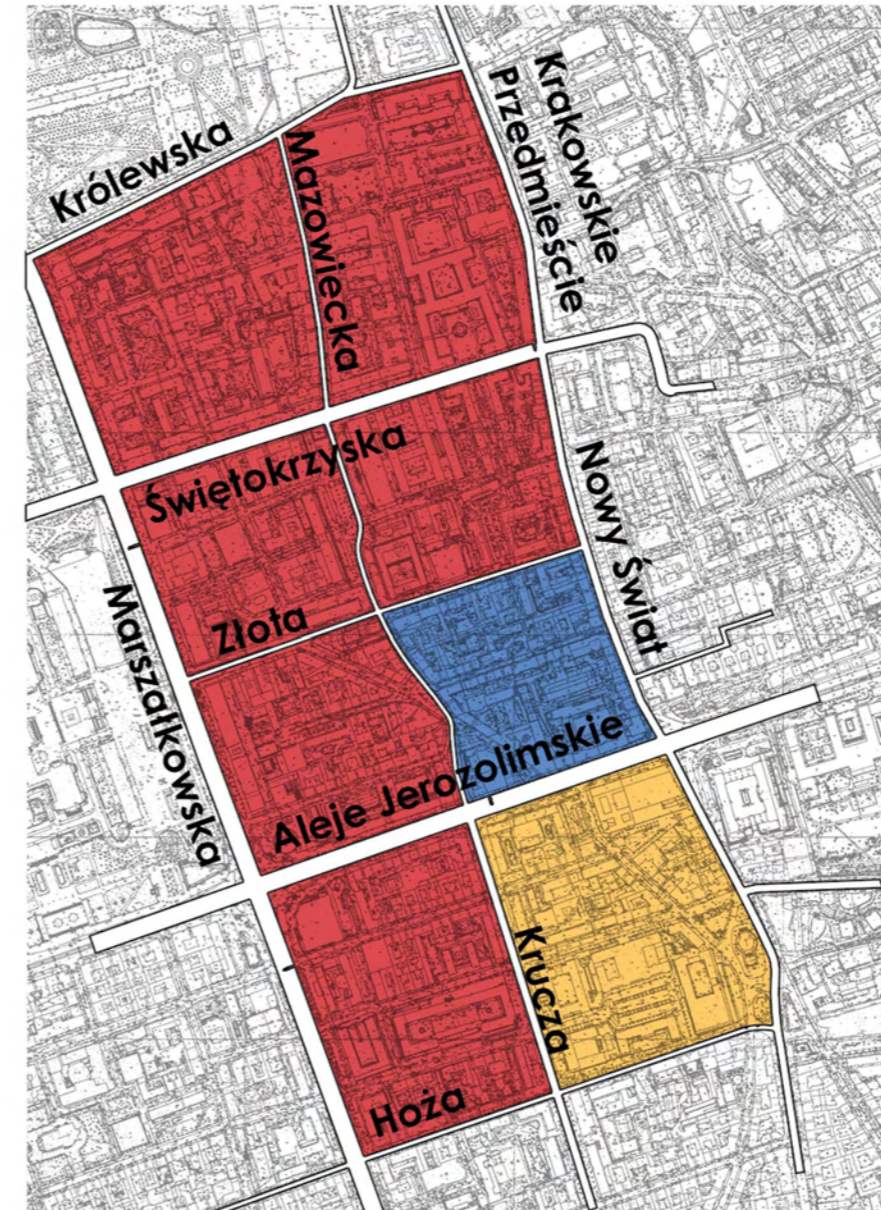 Królewska
Mazowiecka
Krakowskie
Przedmieście
Świętokrzyska
Nowy Świat
Marszałkowska
Złota
Aleje Jerozolimskie
Krucza
Hoża